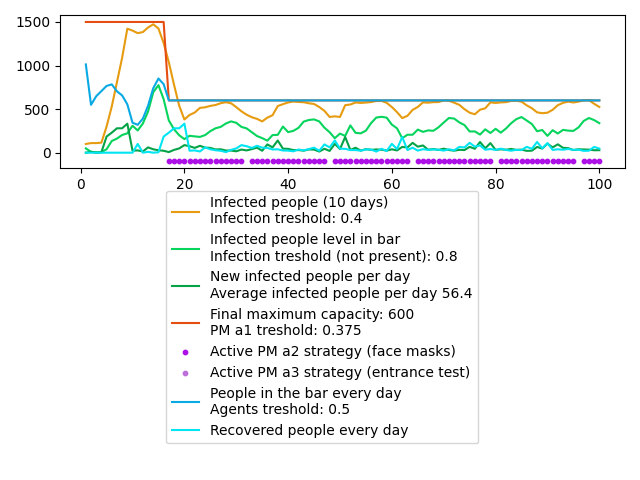 1500
1000
500
0
0
20
40
60
80
100
Infected people (10 days)
Infection treshold: 0.4
Infected people level in bar
Infection treshold (not present): 0.8
New infected people per day
Average infected people per day 56.4
Final maximum capacity: 600
PM a1 treshold: 0.375
Active PM a2 strategy (face masks)
Active PM a3 strategy (entrance test)
People in the bar every day
Agents treshold: 0.5
Recovered people every day